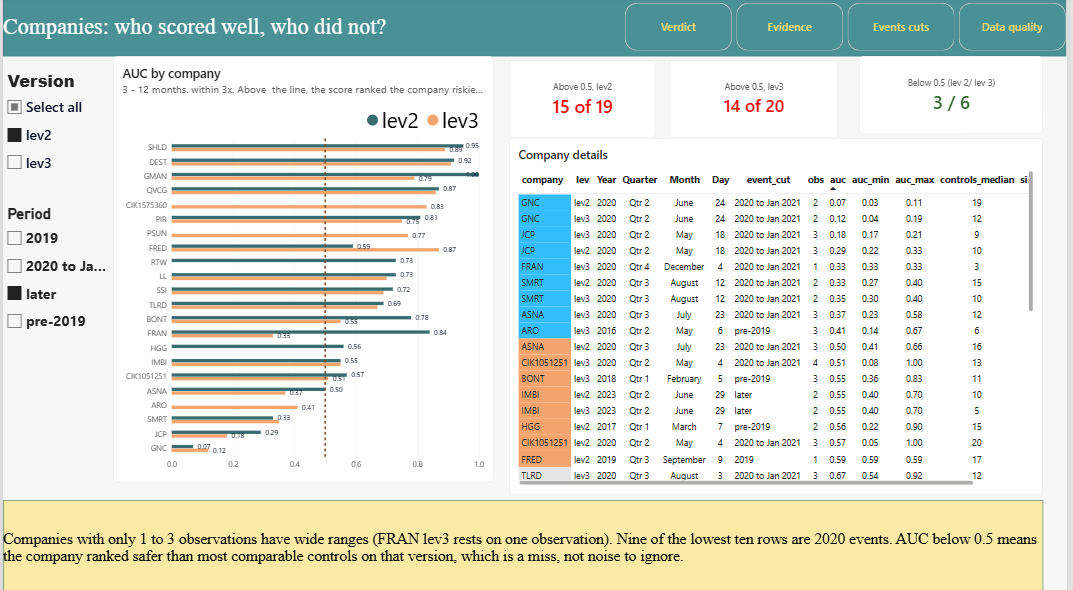 Companies: who scored well, who did not?
Verdict
Evidence
Events cuts
Data quality
Version
Select all
lev2
lev3
Period
2019
2020 to Ja...
later
pre-2019
AUC by company
3 - 12 months. within 3x. Above the line, the score ranked the company riskie...
lev2 lev3
SHLD 0.95 0.89
DEST 0.92
GMAN 1.00 0.79
QVCG 0.87
CIK1575360 0.83
PIR 0.81 0.75
PSUN 0.77
FRED 0.59 0.87
RTW 0.73
LL 0.73
SSI 0.72
TLRD 0.69
BONT 0.78 0.55
FRAN 0.84 0.33
HGG 0.56
IMBI 0.55
CIK1051251 0.57 0.51
ASNA 0.50 0.37
ARO 0.41
SMRT 0.33
JCP 0.29 0.18
GNC 0.07 0.12
0.0 0.2 0.4 0.6 0.8 1.0
Above 0.5, lev2
15 of 19
Above 0.5, lev3
14 of 20
Below 0.5 (lev 2/ lev 3)
3 / 6
Company details
company lev Year Quarter Month Day event_cut obs auc auc_min auc_max controls_median si
GNC lev2 2020 Qtr 2 June 24 2020 to Jan 2021 2 0.07 0.03 0.11 19
GNC lev3 2020 Qtr 2 June 24 2020 to Jan 2021 2 0.12 0.04 0.19 12
JCP lev3 2020 Qtr 2 May 18 2020 to Jan 2021 3 0.18 0.17 0.21 9
JCP lev2 2020 Qtr 2 May 18 2020 to Jan 2021 3 0.29 0.22 0.33 10
FRAN lev3 2020 Qtr 4 December 4 2020 to Jan 2021 1 0.33 0.33 0.33 3
SMRT lev2 2020 Qtr 3 August 12 2020 to Jan 2021 2 0.33 0.27 0.40 15
SMRT lev3 2020 Qtr 3 August 12 2020 to Jan 2021 2 0.35 0.30 0.40 10
ASNA lev3 2020 Qtr 3 July 23 2020 to Jan 2021 3 0.37 0.23 0.58 12
ARO lev3 2016 Qtr 2 May 6 pre-2019 3 0.41 0.14 0.67 6
ASNA lev2 2020 Qtr 3 July 23 2020 to Jan 2021 3 0.50 0.41 0.66 16
CIK1051251 lev3 2020 Qtr 2 May 4 2020 to Jan 2021 4 0.51 0.08 1.00 13
BONT lev3 2018 Qtr 1 February 5 pre-2019 3 0.55 0.36 0.83 11
IMBI lev2 2023 Qtr 2 June 29 later 2 0.55 0.40 0.70 10
IMBI lev3 2023 Qtr 2 June 29 later 2 0.55 0.40 0.70 5
HGG lev2 2017 Qtr 1 March 7 pre-2019 2 0.56 0.22 0.90 15
CIK1051251 lev2 2020 Qtr 2 May 4 2020 to Jan 2021 3 0.57 0.05 1.00 20
FRED lev2 2019 Qtr 3 September 9 2019 1 0.59 0.59 0.59 17
TLRD lev3 2020 Qtr 3 August 3 2020 to Jan 2021 3 0.67 0.54 0.92 12
Companies with only 1 to 3 observations have wide ranges (FRAN lev3 rests on one observation). Nine of the lowest ten rows are 2020 events. AUC below 0.5 means
the company ranked safer than most comparable controls on that version, which is a miss, not noise to ignore.